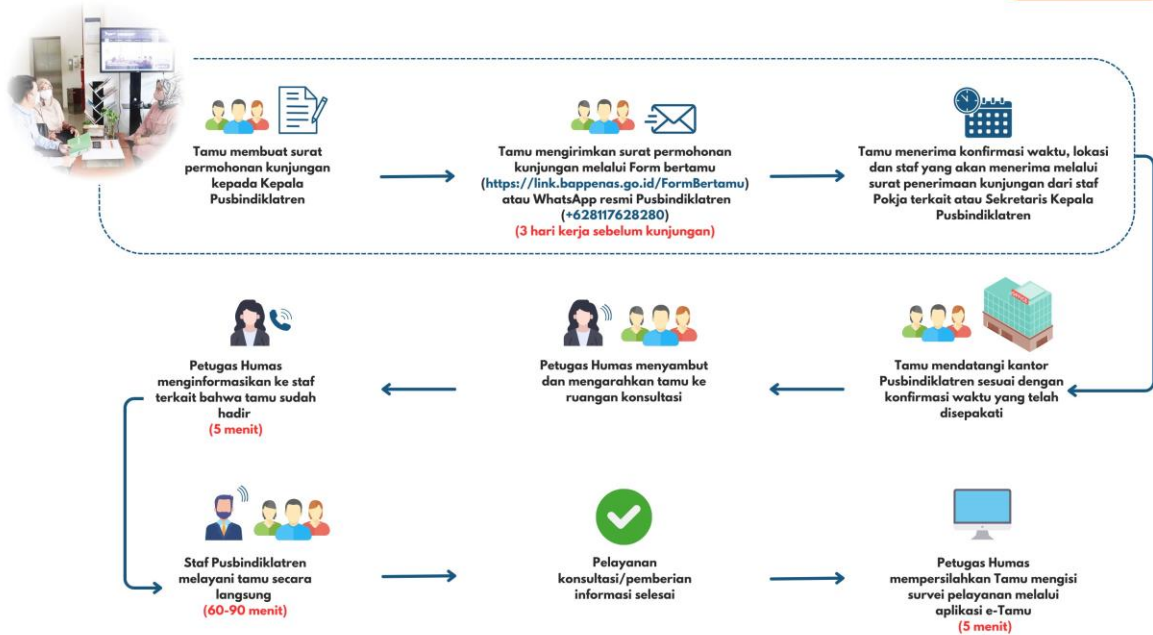 Tamu membuat surat
permohonan kunjungan
kepada Kepala
Pusbindiklatren
Tamu mengirimkan surat permohonan
kunjungan melalui Form bertamu
(https://link.bappenas.go.id/FormBertamu)
atau WhatsApp resmi Pusbindiklatren
(+628117628280)
(3 hari kerja sebelum kunjungan)
Tamu menerima konfirmasi waktu, lokasi
dan staf yang akan menerima melalui
surat penerimaan kunjungan dari staf
Pokja terkait atau Sekretaris Kepala
Pusbindiklatren
Tamu mendatangi kantor
Pusbindiklatren sesuai dengan
konfirmasi waktu yang telah
disepakati
Petugas Humas menyambut
dan mengarahkan tamu ke
ruangan konsultasi
Petugas Humas
menginformasikan ke staf
terkait bahwa tamu sudah
hadir
(5 menit)
Staf Pusbindiklatren
melayani tamu secara
langsung
(60-90 menit)
Pelayanan
konsultasi/pemberian
informasi selesai
Petugas Humas
mempersilahkan Tamu mengisi
survei pelayanan melalui
aplikasi e-Tamu
(5 menit)